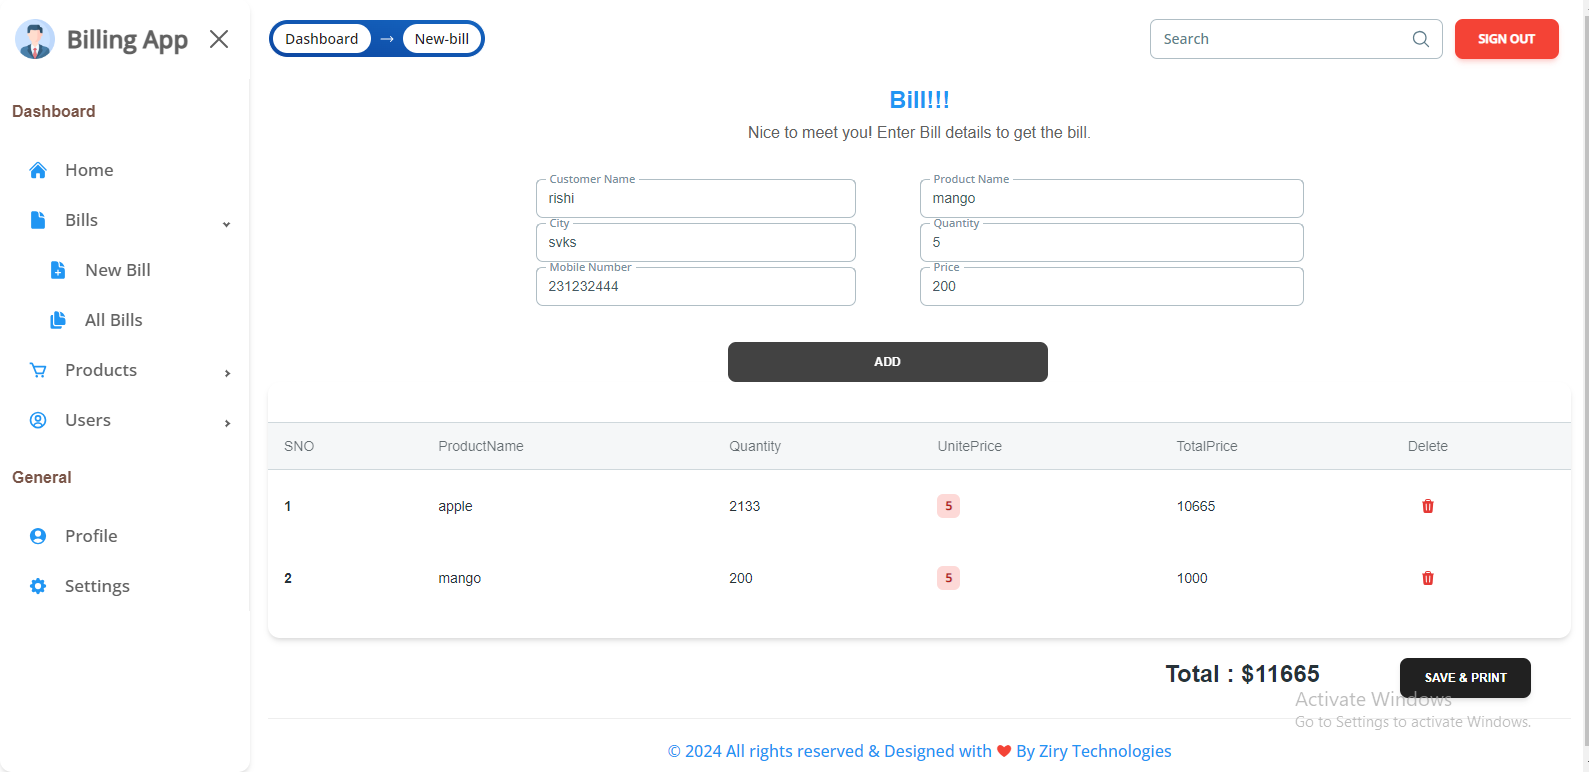 Billing App
Dashboard → New-bill
Search
SIGN OUT
Dashboard
Home
Bills
New Bill
All Bills
Products
Users
General
Profile
Settings
Bill!!!
Nice to meet you! Enter Bill details to get the bill.
Customer Name
rishi
Product Name
mango
City
svks
Quantity
5
Mobile Number
231232444
Price
200
ADD
SNO ProductName Quantity UnitePrice TotalPrice Delete
1 apple 2133 5 10665
2 mango 200 5 1000
Total : $11665
SAVE & PRINT
Activate Windows
Go to Settings to activate Windows.
© 2024 All rights reserved & Designed with ❤ By Ziry Technologies